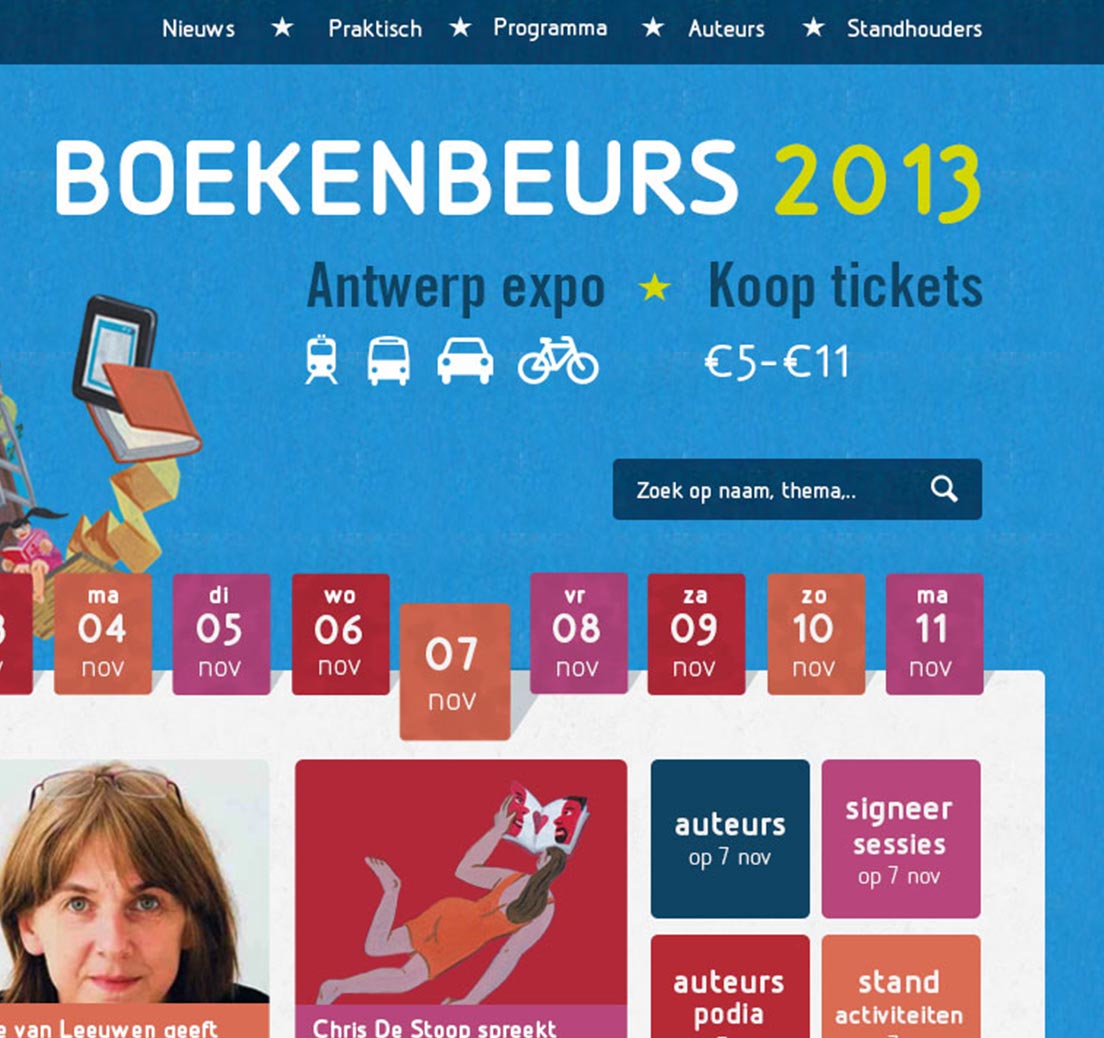 Nieuws ★ Praktisch ★ Programma ★ Auteurs ★ Standhouders
BOEKENBEURS 2013
Antwerp expo ★ Koop tickets
€5-€11
Zoek op naam, thema,..
ma
04
nov
di
05
nov
wo
06
nov
07
nov
vr
08
nov
za
09
nov
zo
10
nov
ma
11
nov
auteurs
op 7 nov
signeer
sessies
op 7 nov
auteurs
podia
stand
activiteiten
van Leeuwen geeft
Chris De Stoop spreekt